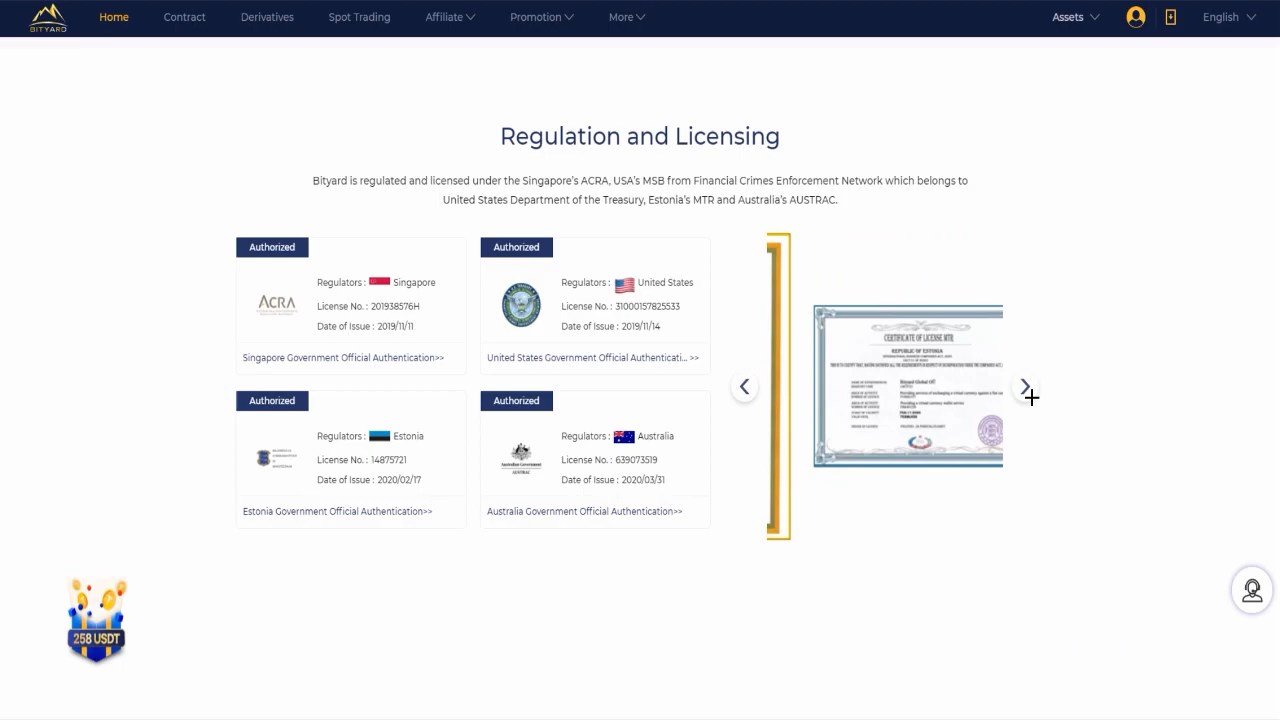 BITYARD
Home Contract Derivatives Spot Trading Affiliate Promotion More Assets English
Regulation and Licensing
Bityard is regulated and licensed under the Singapore's ACRA, USA's MSB from Financial Crimes Enforcement Network which belongs to
United States Department of the Treasury, Estonia's MTR and Australia's AUSTRAC.
Authorized
ACRA
Regulators : Singapore
License No. : 201938576H
Date of Issue : 2019/11/11
Singapore Government Official Authentication>>
Authorized
Regulators : United States
License No. : 31000157825533
Date of Issue : 2019/11/14
United States Government Official Authenticati... >>
Authorized
Regulators : Estonia
License No. : 14875721
Date of Issue : 2020/02/17
Estonia Government Official Authentication>>
Authorized
Australian Government
AUSTRAC
Regulators : Australia
License No. : 639073519
Date of Issue : 2020/03/31
Australia Government Official Authentication>>
CERTIFICATE OF LICENSE MTR
REPUBLIC OF ESTONIA
258 USDT